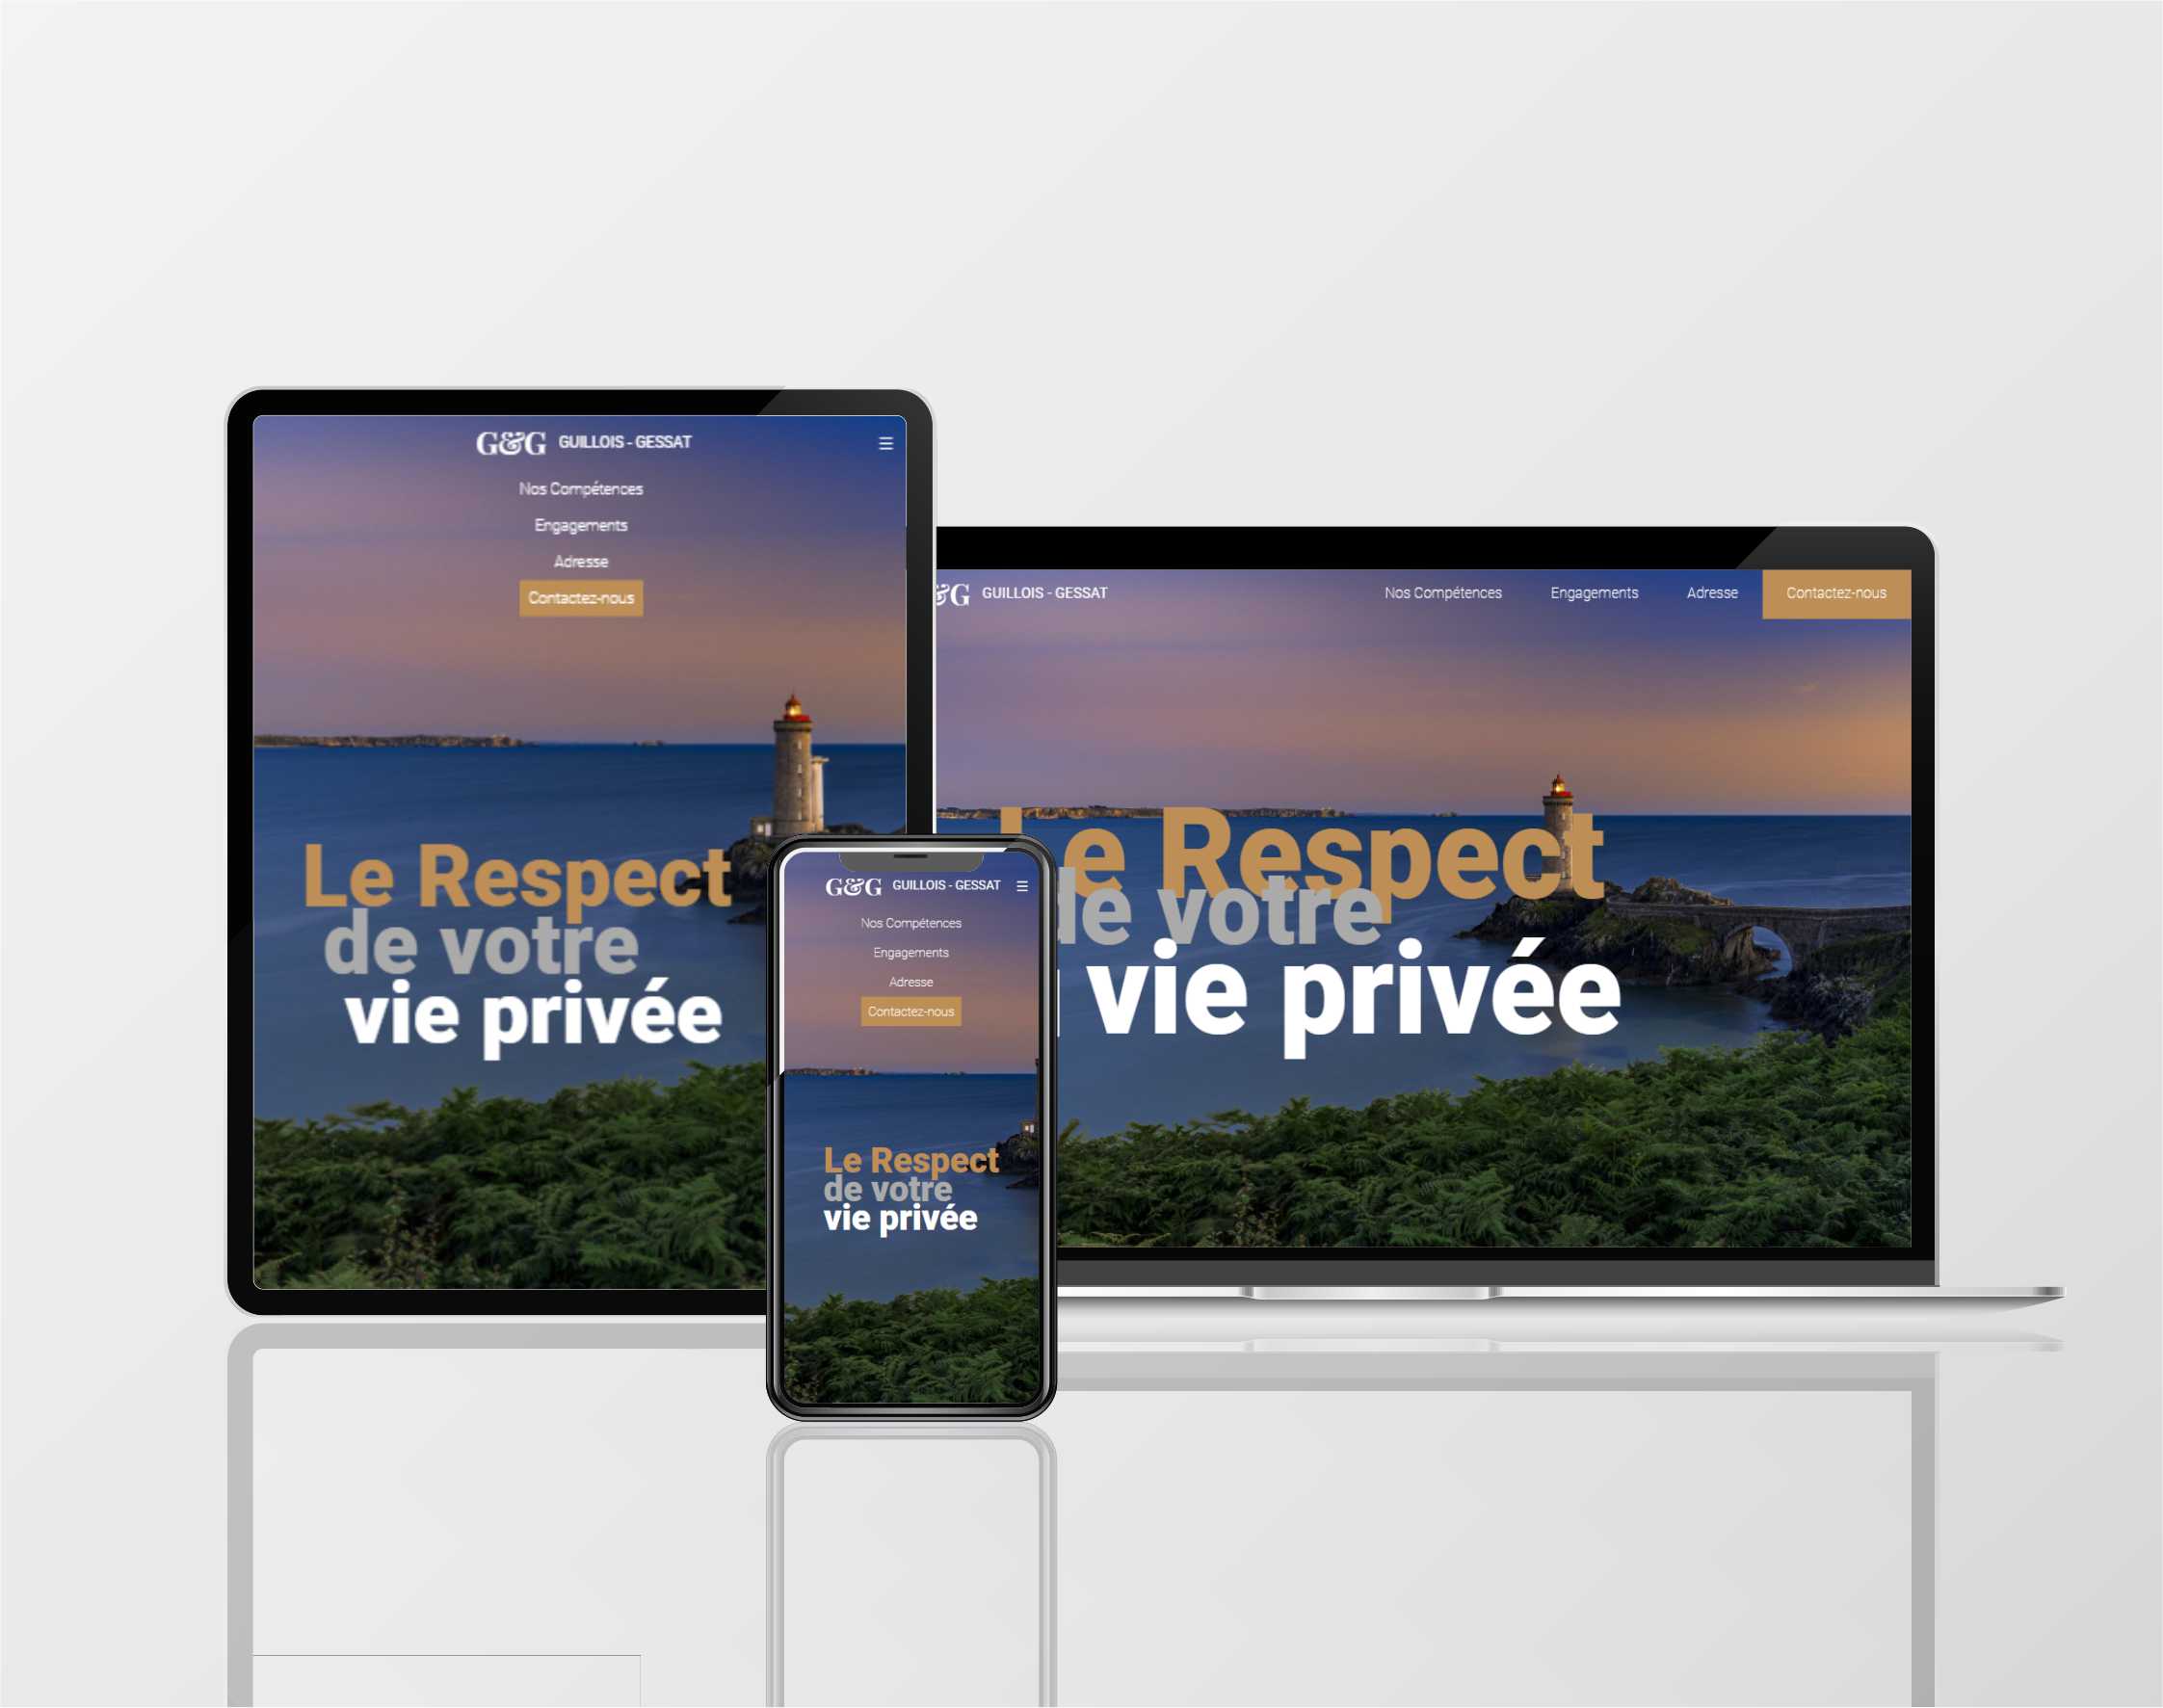 G&G GUILLOIS - GESSAT
Nos Compétences
Engagements
Adresse
Contactez-nous
Le Respect
de votre
vie privée
G&G GUILLOIS - GESSAT
Nos Compétences
Engagements
Adresse
Contactez-nous
Le Respect
de votre
vie privée
&G GUILLOIS - GESSAT Nos Compétences Engagements Adresse Contactez-nous
Le Respect
de votre
vie privée